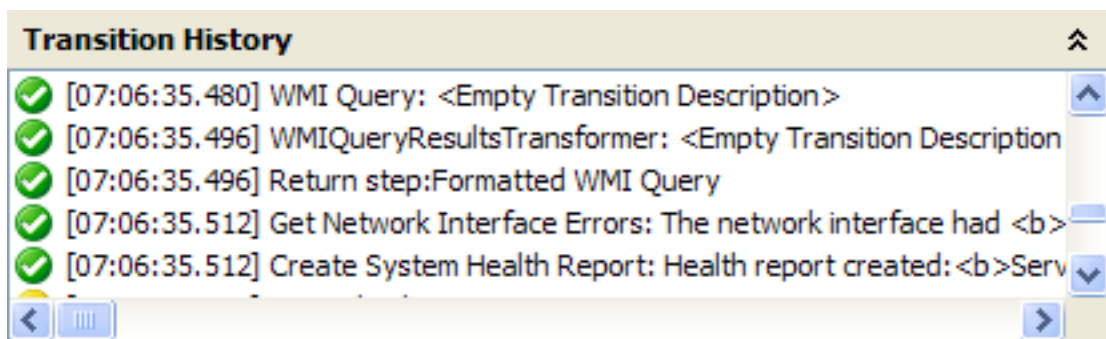 Transition History
[07:06:35.480] WMI Query: <Empty Transition Description>
[07:06:35.496] WMIQueryResultsTransformer: <Empty Transition Description
[07:06:35.496] Return step:Formatted WMI Query
[07:06:35.512] Get Network Interface Errors: The network interface had <b>
[07:06:35.512] Create System Health Report: Health report created:<b>Serv